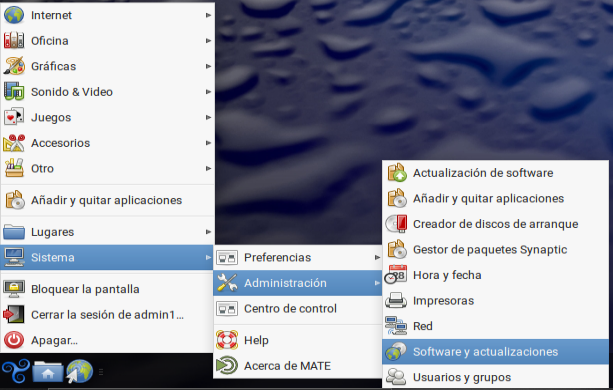 Internet
Oficina
Gráficas
Sonido & Video
Juegos
Accesorios
Otro
Añadir y quitar aplicaciones
Lugares
Sistema
Bloquear la pantalla
Cerrar la sesión de admin1...
Apagar...
Preferencias
Administración
Centro de control
Help
Acerca de MATE
Actualización de software
Añadir y quitar aplicaciones
Creador de discos de arranque
Gestor de paquetes Synaptic
Hora y fecha
Impresoras
Red
Software y actualizaciones
Usuarios y grupos